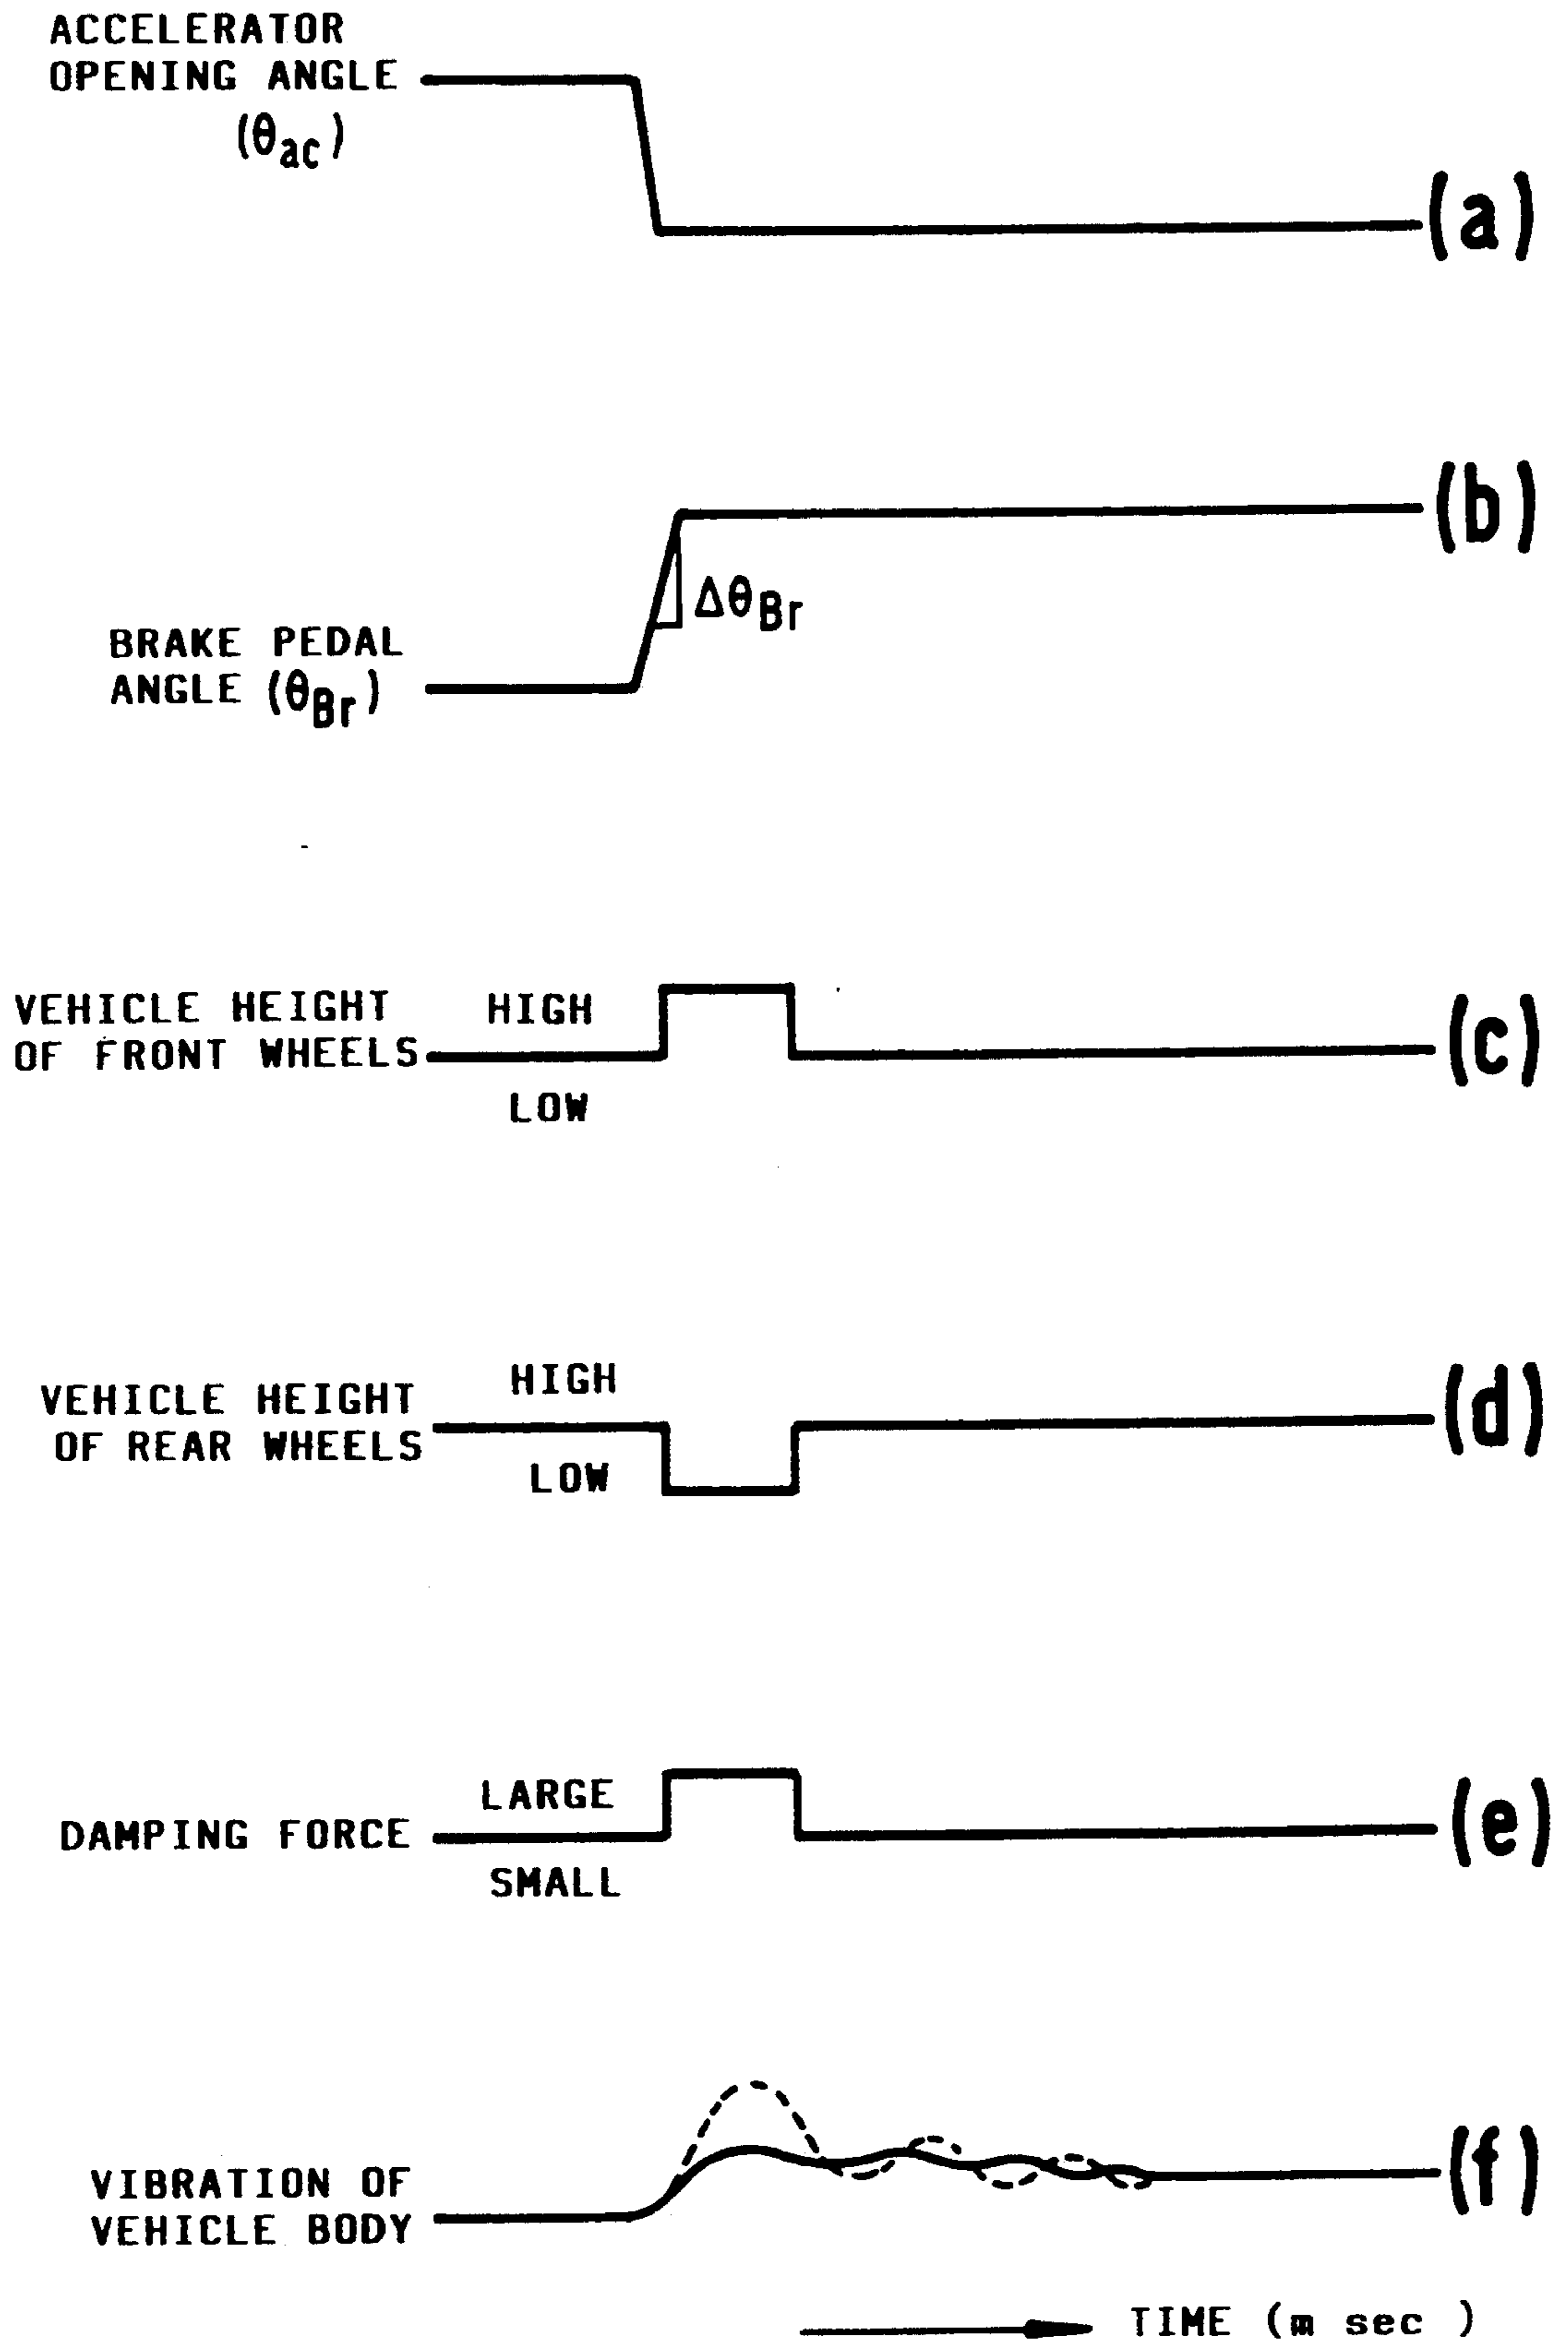 ACCELERATOR
OPENING ANGLE
(θac)
(a)
(b)
ΔθBr
BRAKE PEDAL
ANGLE (θBr)
VEHICLE HEIGHT
OF FRONT WHEELS
HIGH
LOW
(c)
VEHICLE HEIGHT
OF REAR WHEELS
HIGH
LOW
(d)
DAMPING FORCE
LARGE
SMALL
(e)
VIBRATION OF
VEHICLE BODY
(f)
TIME (m sec )